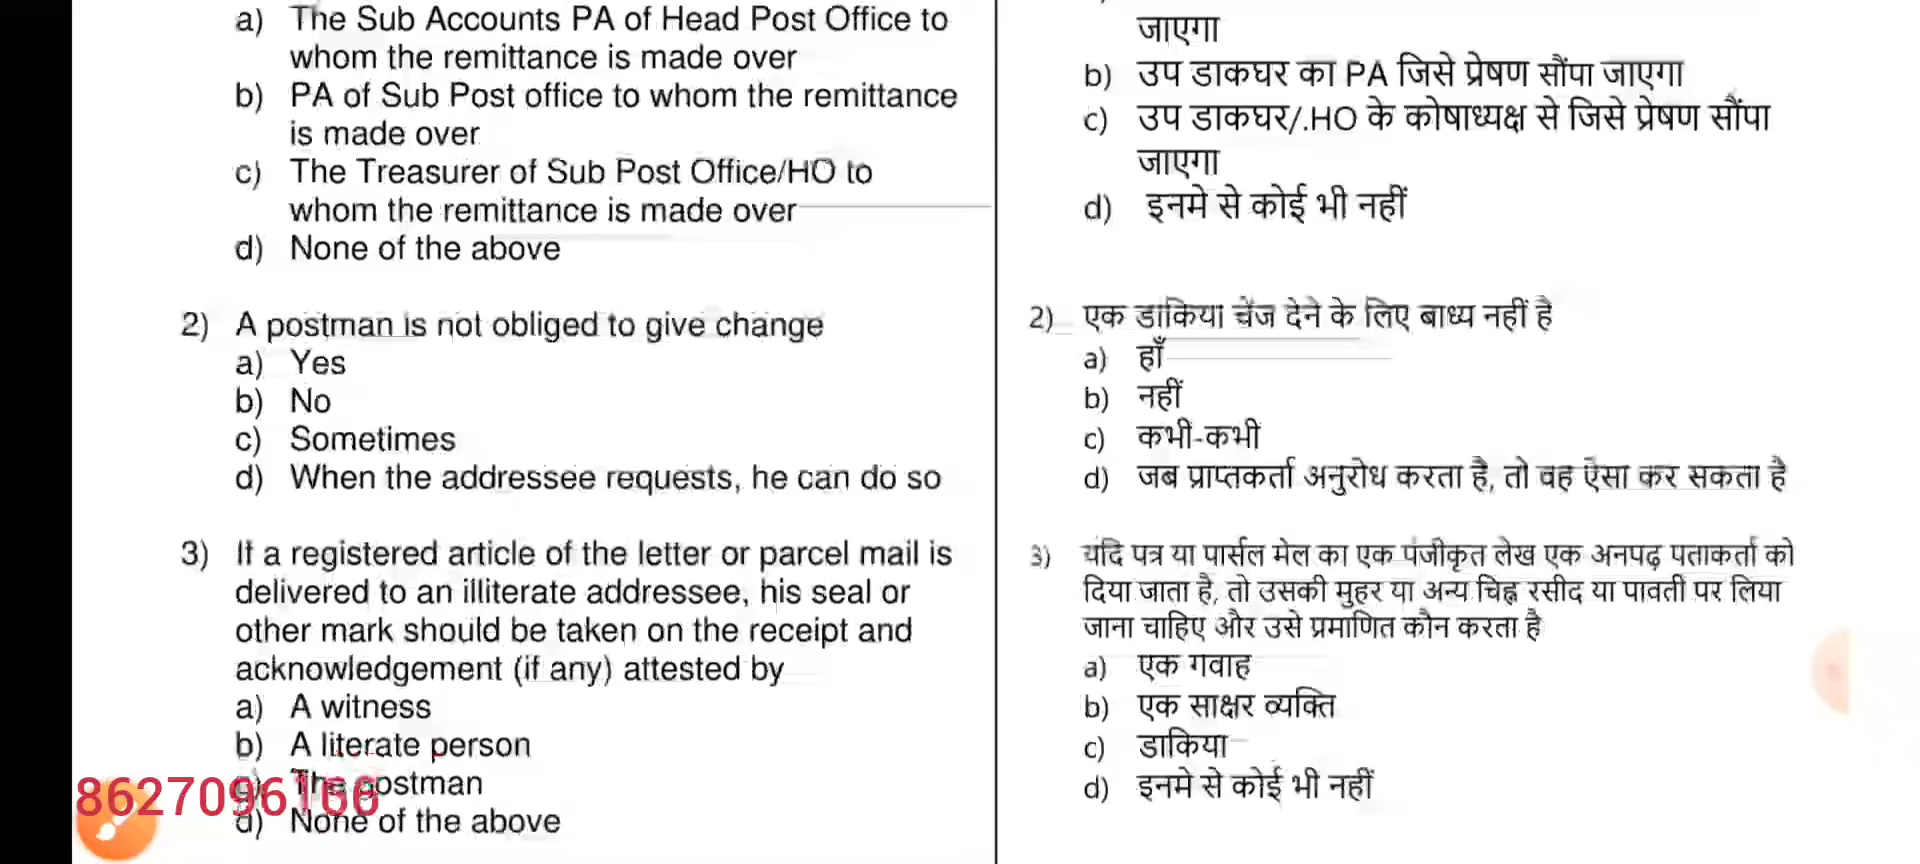 a) The Sub Accounts PA of Head Post Office to
whom the remittance is made over
b) PA of Sub Post office to whom the remittance
is made over
c) The Treasurer of Sub Post Office/HO to
whom the remittance is made over
d) None of the above
2) A postman is not obliged to give change
a) Yes
b) No
c) Sometimes
d) When the addressee requests, he can do so
3) If a registered article of the letter or parcel mail is
delivered to an illiterate addressee, his seal or
other mark should be taken on the receipt and
acknowledgement (if any) attested by
a) A witness
b) A literate person
c) The postman
d) None of the above
जाएगा
b) उप डाकघर का PA जिसे प्रेषण सौंपा जाएगा
c) उप डाकघर/.HO के कोषाध्यक्ष से जिसे प्रेषण सौंपा
जाएगा
d) इनमे से कोई भी नहीं
2) एक डाकिया चेंज देने के लिए बाध्य नहीं है
a) हाँ
b) नहीं
c) कभी-कभी
d) जब प्राप्तकर्ता अनुरोध करता है, तो वह ऐसा कर सकता है
3) यदि पत्र या पार्सल मेल का एक पंजीकृत लेख एक अनपढ़ पताकर्ता को
दिया जाता है, तो उसकी मुहर या अन्य चिह्न रसीद या पावती पर लिया
जाना चाहिए और उसे प्रमाणित कौन करता है
a) एक गवाह
b) एक साक्षर व्यक्ति
c) डाकिया
d) इनमे से कोई भी नहीं